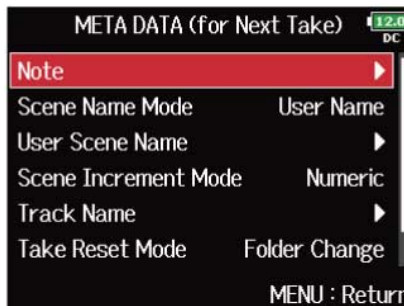 META DATA (for Next Take)
12.0
DC
Note
Scene Name Mode User Name
User Scene Name
Scene Increment Mode Numeric
Track Name
Take Reset Mode Folder Change
MENU : Return